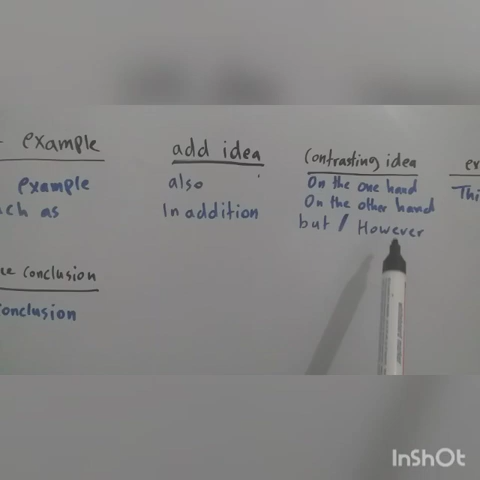 example
example
as
add idea
also
In addition
Contrasting idea
On the one hand
On the other hand
but / However
Conclusion
onclusion
InShOt